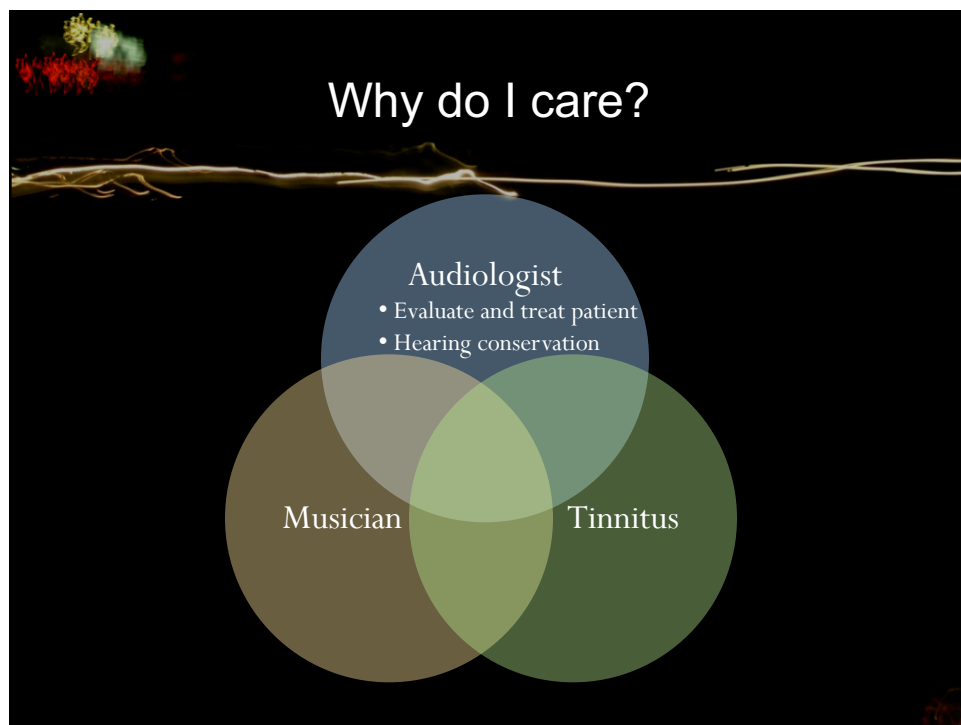 Why do I care?
Audiologist
• Evaluate and treat patient
• Hearing conservation
Musician
Tinnitus